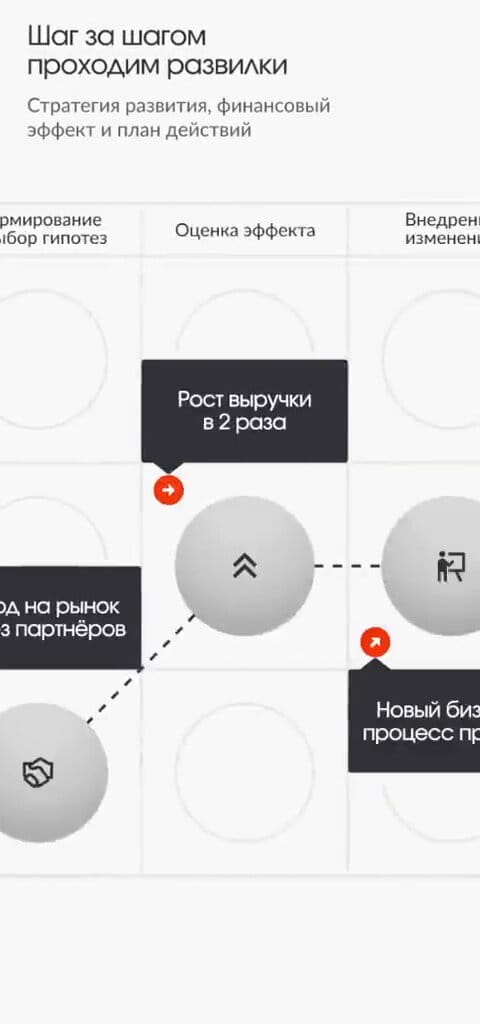 Шаг за шагом
проходим развилки
Стратегия развития, финансовый
эффект и план действий
рмирование
ыбор гипотез
Оценка эффекта
Внедрен
изменени
Рост выручки
в 2 раза
од на рынок
з партнёров
Новый биз
процесс пр